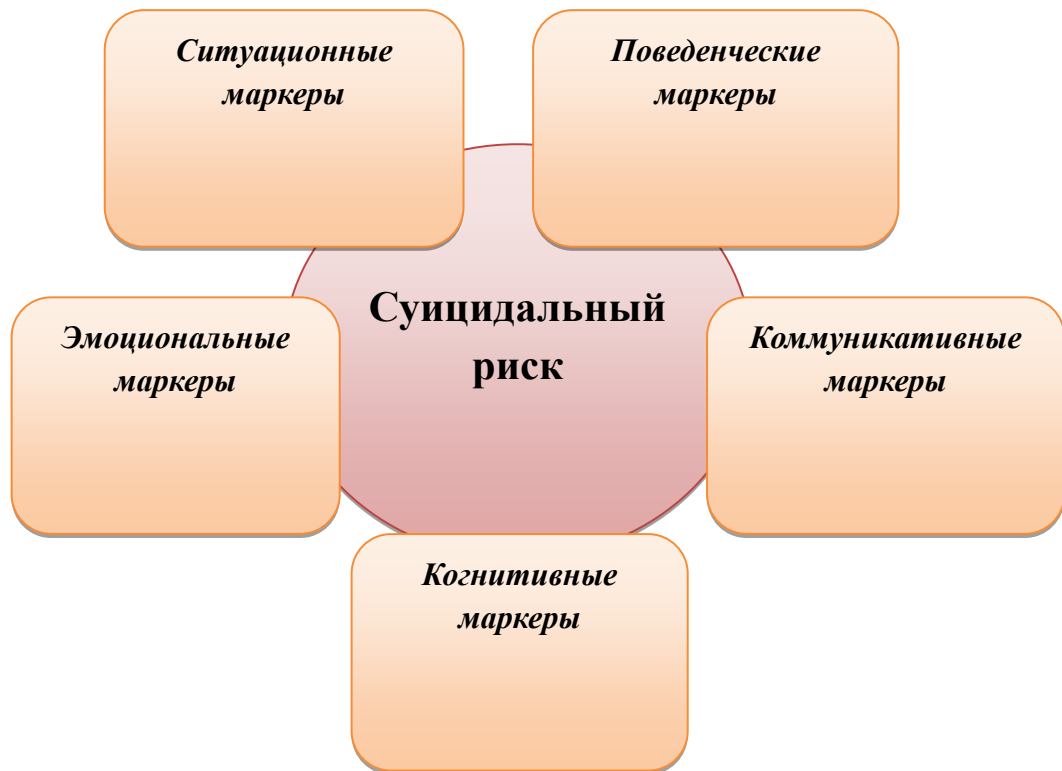 Ситуационные
маркеры
Поведенческие
маркеры
Суицидальный
риск
Эмоциональные
маркеры
Коммуникативные
маркеры
Когнитивные
маркеры